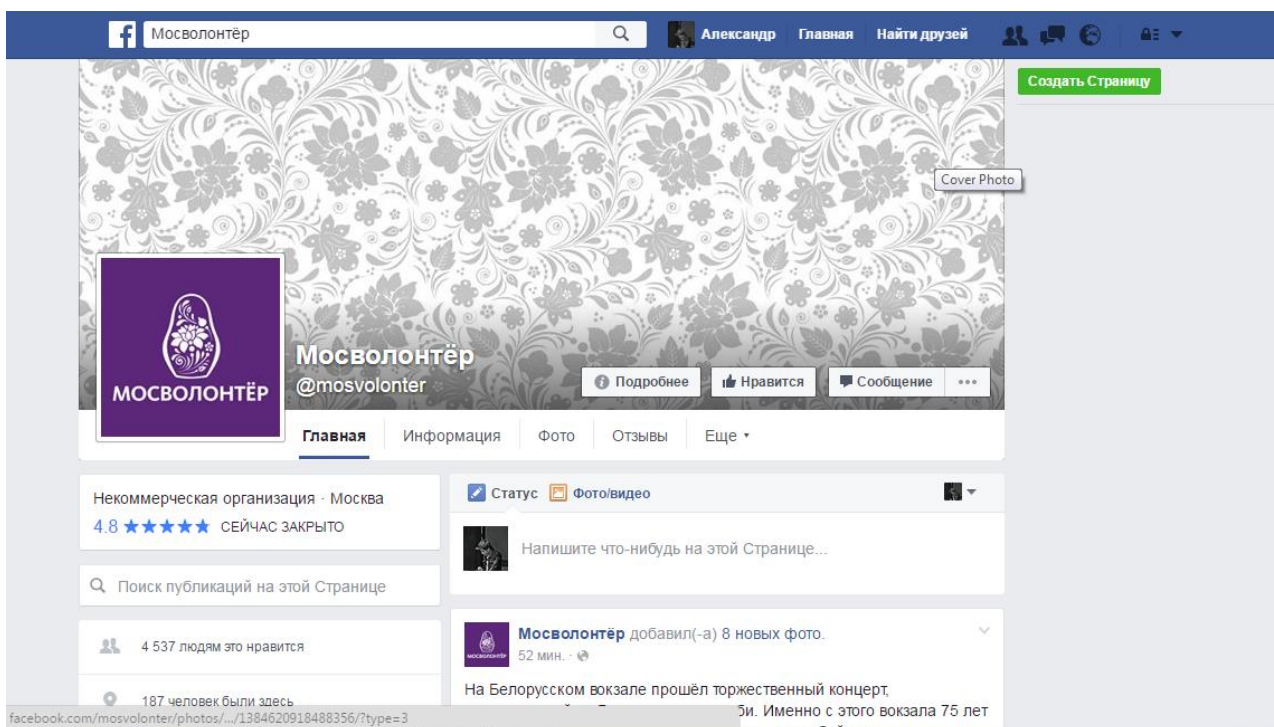 Мосволонтёр
Александр Главная Найти друзей
Создать Страницу
Cover Photo
МОСВОЛОНТЁР
Мосволонтёр
@mosvolonter
Подробнее Нравится Сообщение
Главная Информация Фото Отзывы Еще
Некоммерческая организация · Москва
4.8 СЕЙЧАС ЗАКРЫТО
Поиск публикаций на этой Странице
4 537 людям это нравится
187 человек были здесь
Статус Фото/видео
Напишите что-нибудь на этой Странице...
МОСВОЛОНТЁР
Мосволонтёр добавил(-а) 8 новых фото.
52 мин.
На Белорусском вокзале прошёл торжественный концерт,
би. Именно с этого вокзала 75 лет
facebook.com/mosvolonter/photos/.../1384620918488356/?type=3